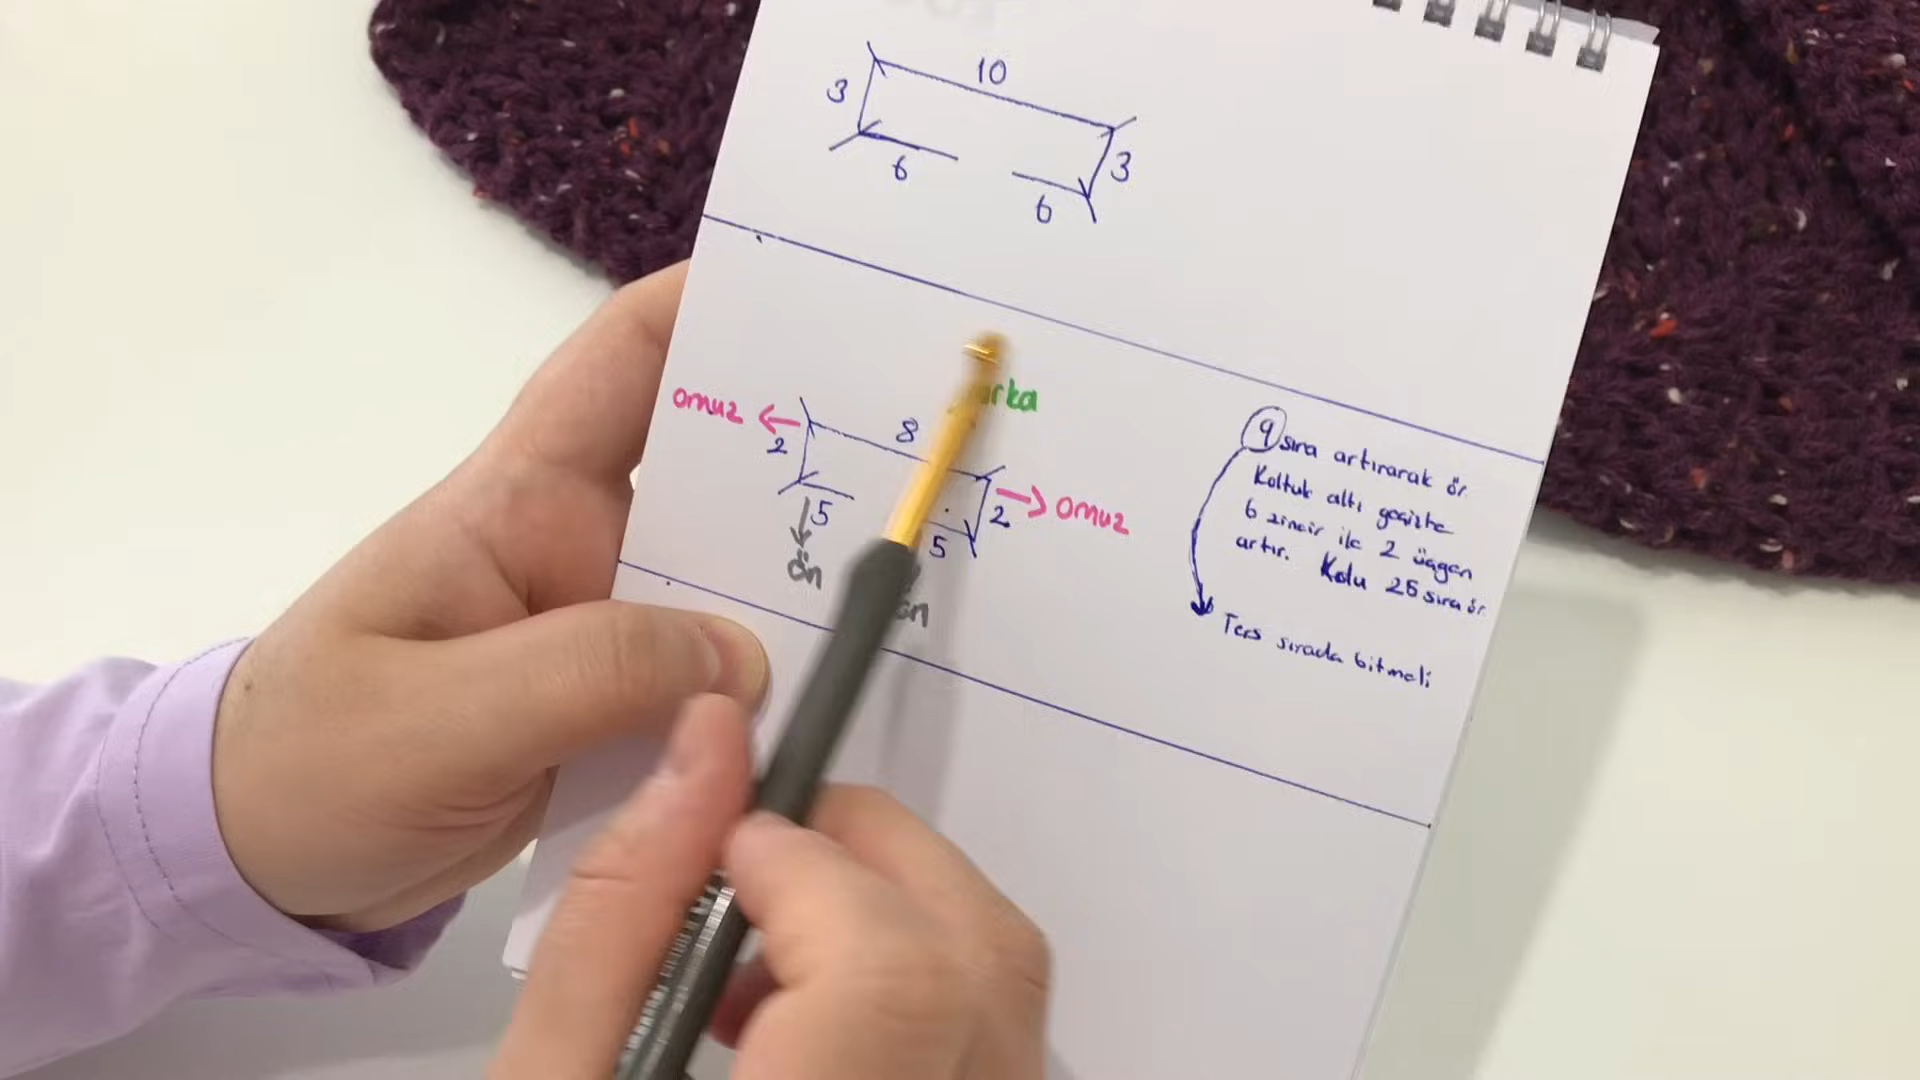 10
3
3
6
6
arka
omuz
8
2
2
omuz
5
5
ön
ön
9 sıra artırarak ör.
Koltuk altı geçişte
6 zincir ile 2 üçgen
artır. Kolu 25 sıra ör.
Ters sırada bitmeli